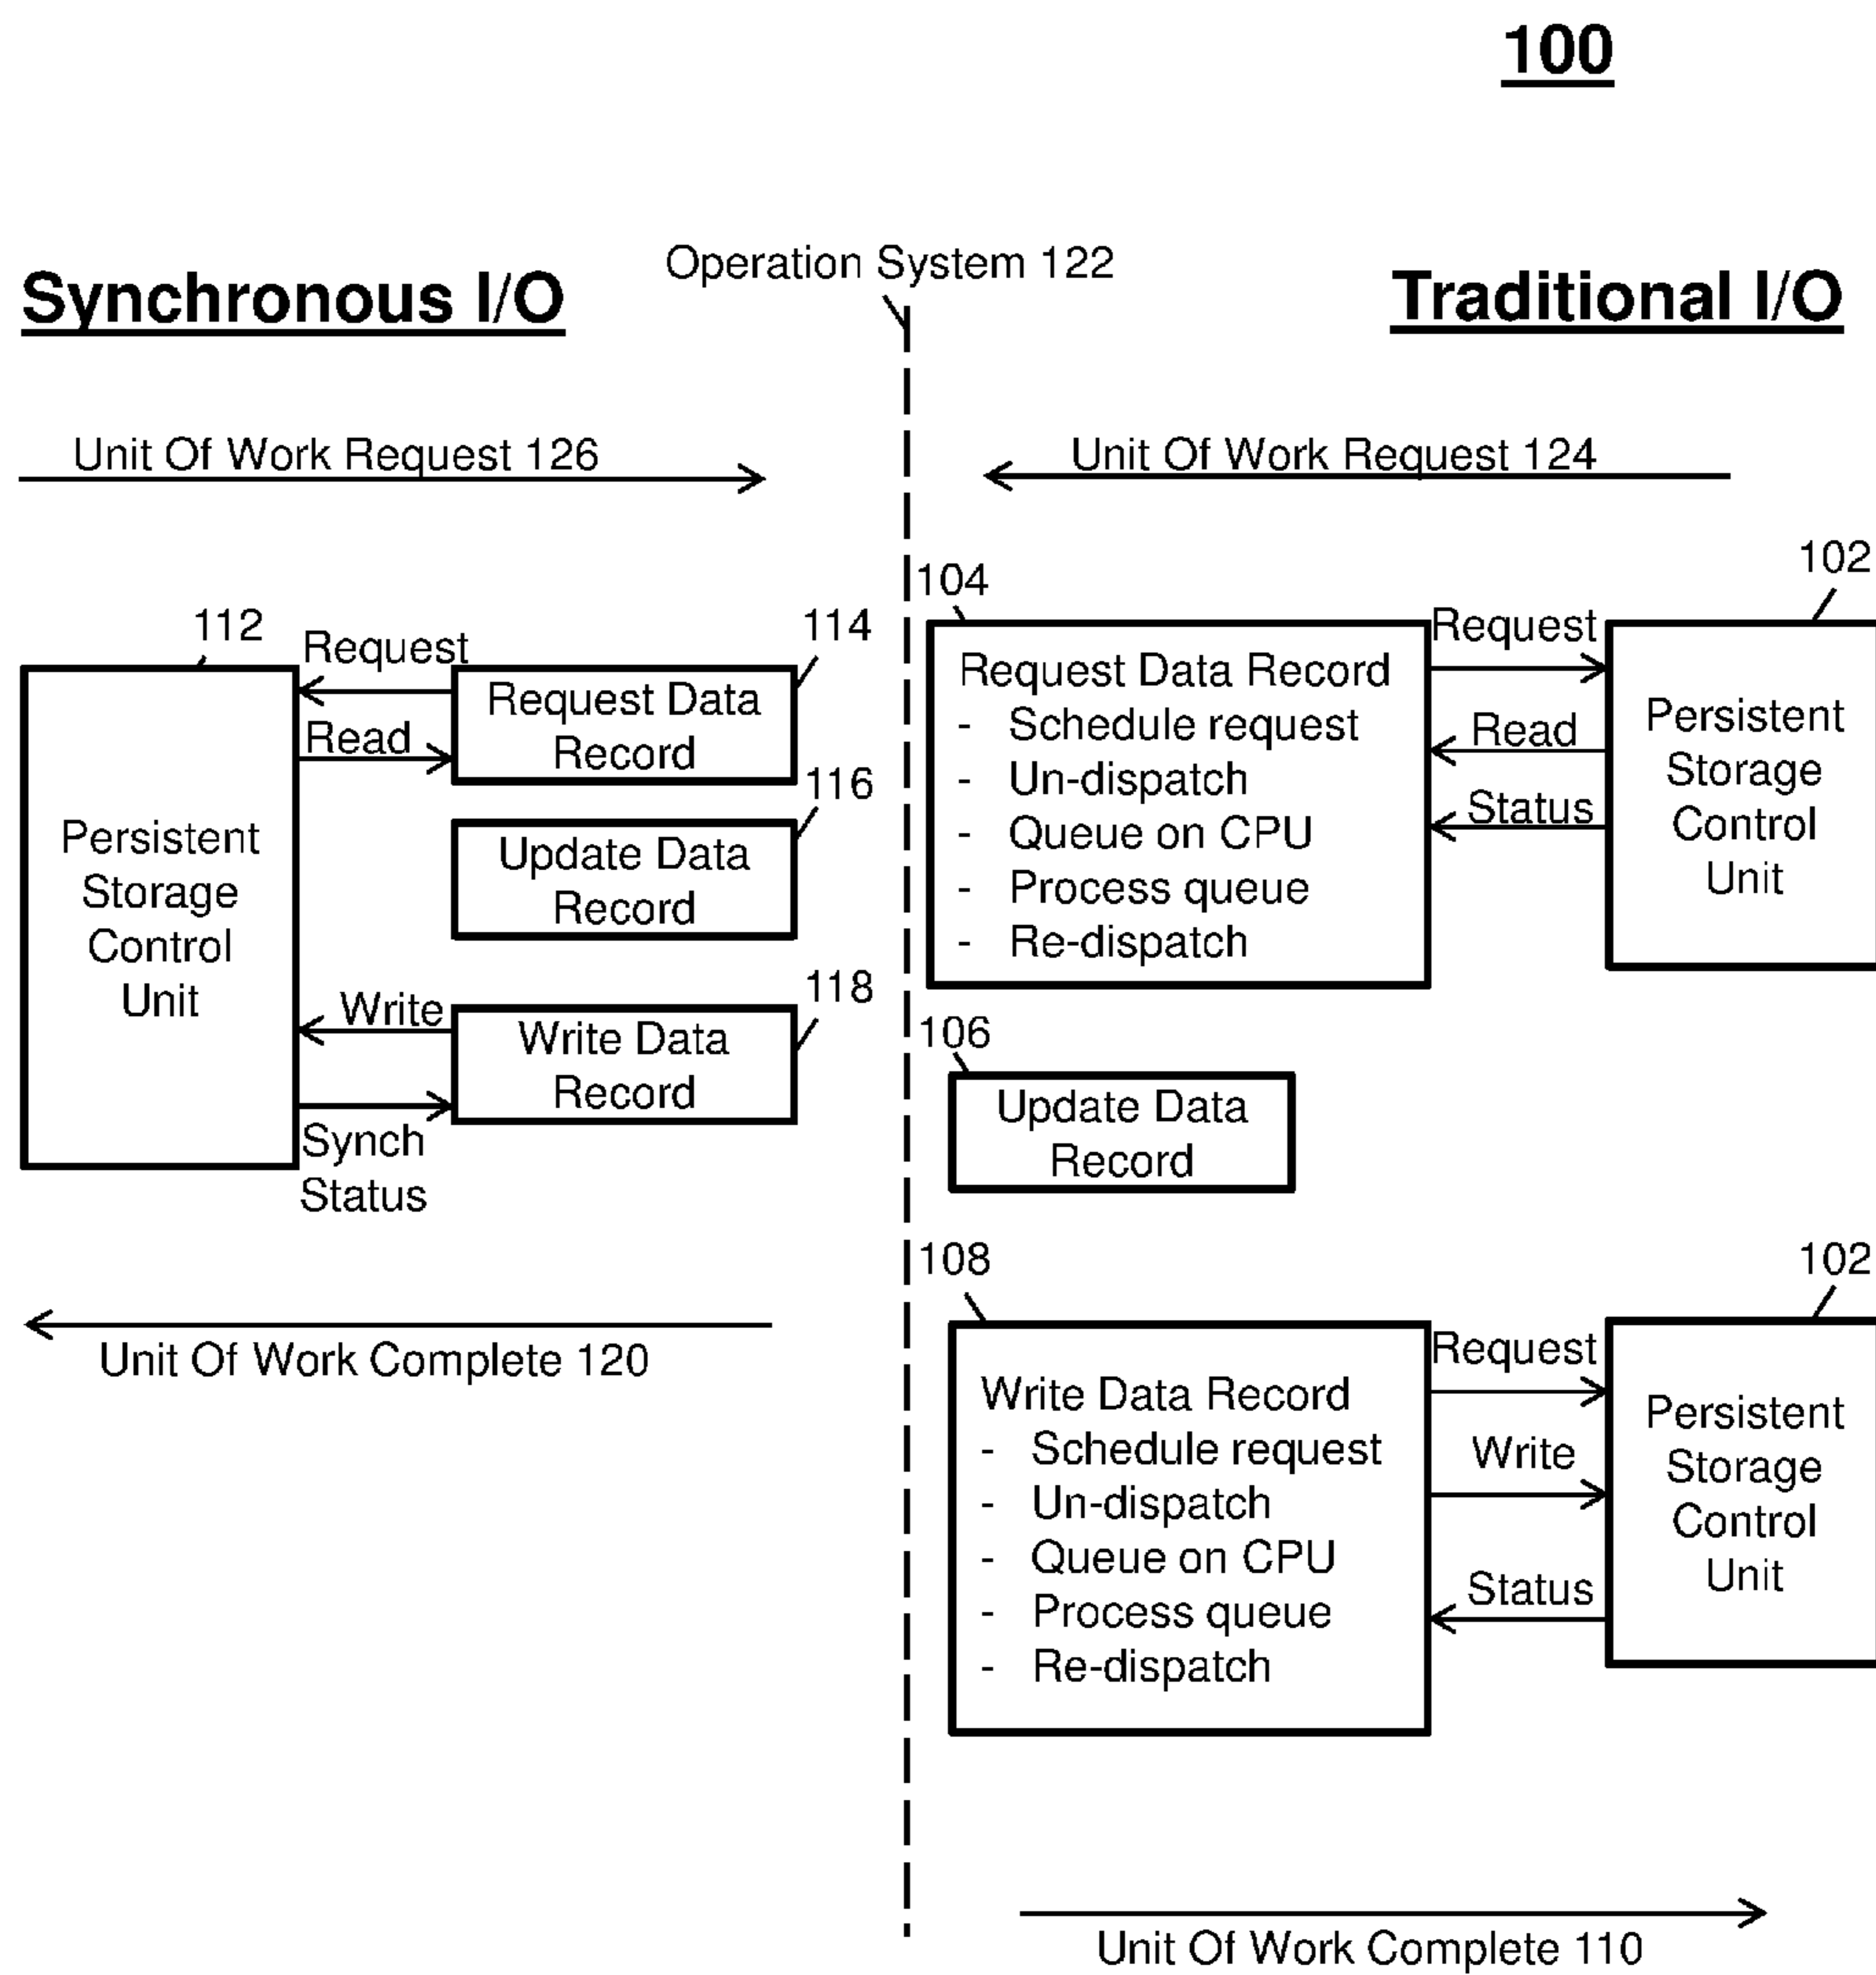 100
Operation System 122
Synchronous I/O
Traditional I/O
Unit Of Work Request 126
Unit Of Work Request 124
112
Request
114
Request Data
Record
Read
116
Persistent
Storage
Control
Unit
Update Data
Record
118
Write
Write Data
Record
Synch
Status
Unit Of Work Complete 120
104
102
Request Data Record
- Schedule request
- Un-dispatch
- Queue on CPU
- Process queue
- Re-dispatch
Request
Read
Status
Persistent
Storage
Control
Unit
106
Update Data
Record
108
102
Write Data Record
- Schedule request
- Un-dispatch
- Queue on CPU
- Process queue
- Re-dispatch
Request
Write
Status
Persistent
Storage
Control
Unit
Unit Of Work Complete 110